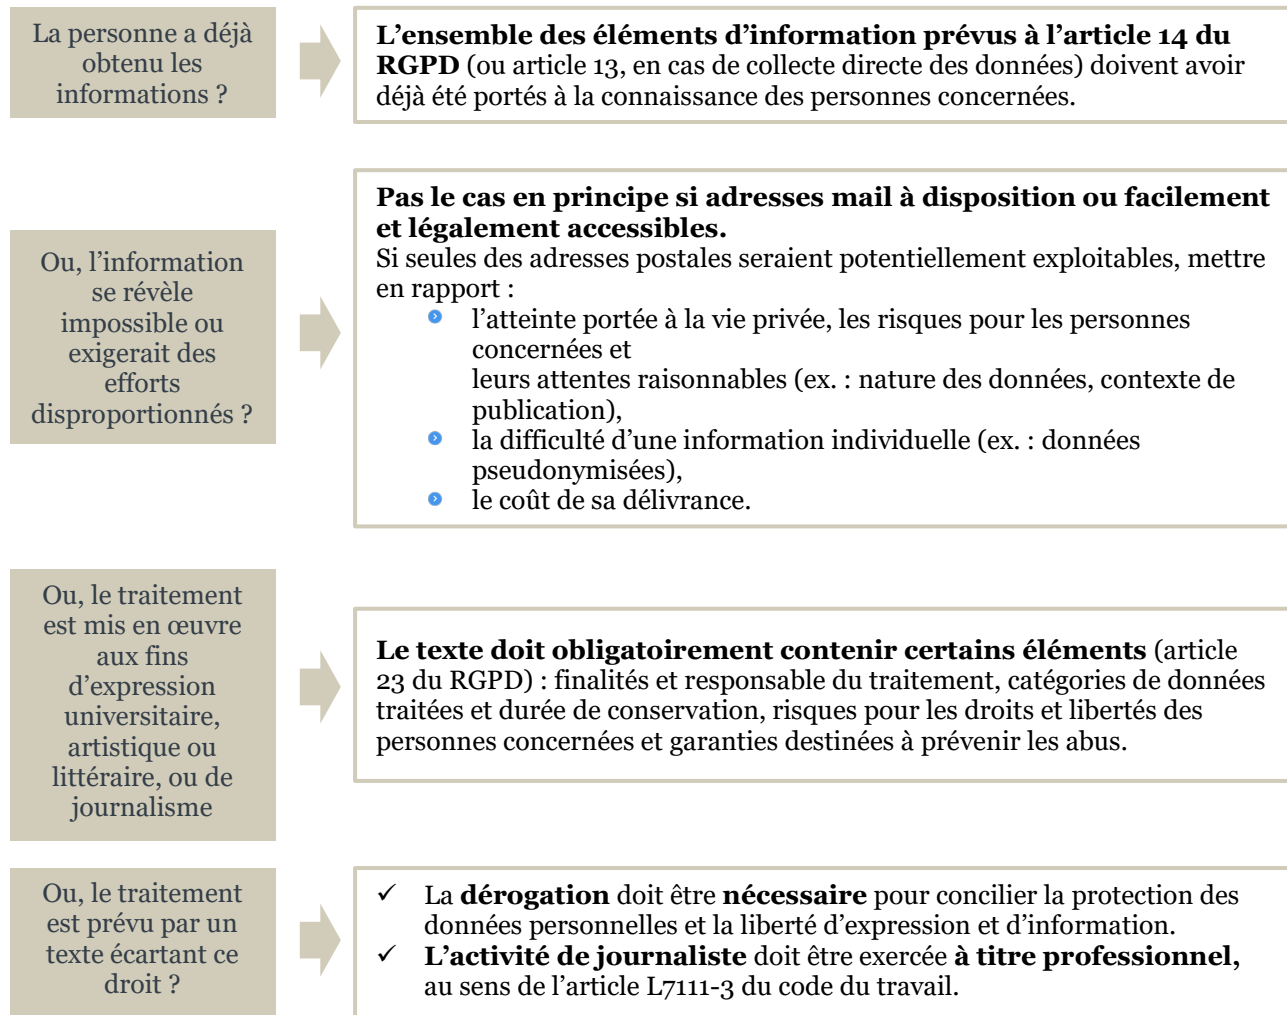 La personne a déjà
obtenu les
informations ?
L’ensemble des éléments d’information prévus à l’article 14 du
RGPD (ou article 13, en cas de collecte directe des données) doivent avoir
déjà été portés à la connaissance des personnes concernées.
Ou, l’information
se révèle
impossible ou
exigerait des
efforts
disproportionnés ?
Pas le cas en principe si adresses mail à disposition ou facilement
et légalement accessibles.
Si seules des adresses postales seraient potentiellement exploitables, mettre
en rapport :
l’atteinte portée à la vie privée, les risques pour les personnes
concernées et
leurs attentes raisonnables (ex. : nature des données, contexte de
publication),
la difficulté d’une information individuelle (ex. : données
pseudonymisées),
le coût de sa délivrance.
Ou, le traitement
est mis en œuvre
aux fins
d’expression
universitaire,
artistique ou
littéraire, ou de
journalisme
Le texte doit obligatoirement contenir certains éléments (article
23 du RGPD) : finalités et responsable du traitement, catégories de données
traitées et durée de conservation, risques pour les droits et libertés des
personnes concernées et garanties destinées à prévenir les abus.
Ou, le traitement
est prévu par un
texte écartant ce
droit ?
✓ La dérogation doit être nécessaire pour concilier la protection des
données personnelles et la liberté d’expression et d’information.
✓ L’activité de journaliste doit être exercée à titre professionnel,
au sens de l’article L7111-3 du code du travail.